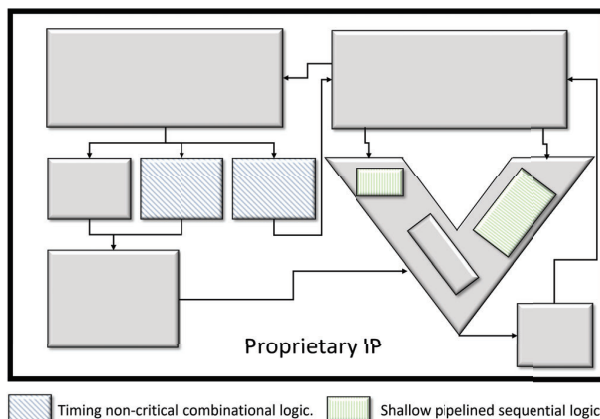 Proprietary IP
Timing non-critical combinational logic.
Shallow pipelined sequential logic